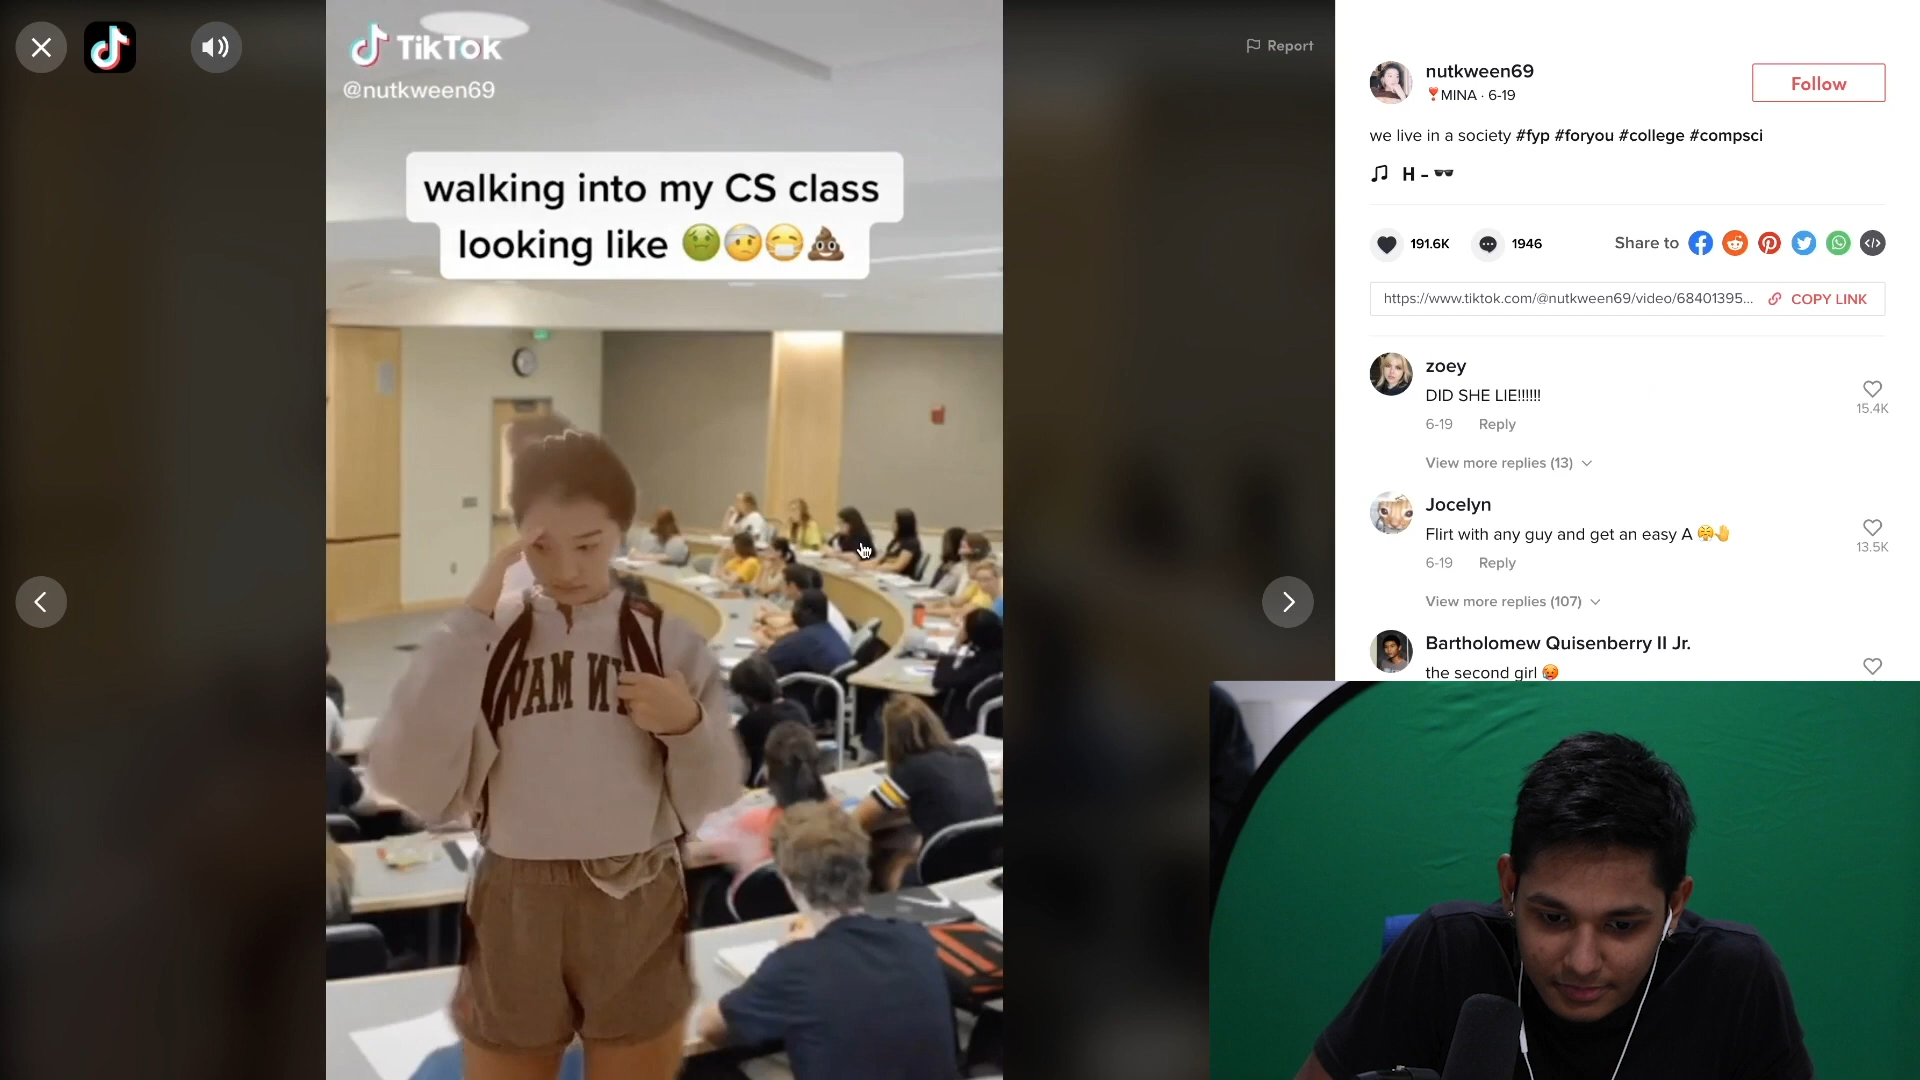 TikTok
@nutkween69
walking into my CS class
looking like 🤢🤕😷💩
Report
nutkween69
❣MINA · 6-19
Follow
we live in a society #fyp #foryou #college #compsci
H - 🕶
191.6K
1946
Share to
https://www.tiktok.com/@nutkween69/video/68401395...
COPY LINK
zoey
DID SHE LIE!!!!!!
6-19 Reply
15.4K
View more replies (13)
Jocelyn
Flirt with any guy and get an easy A 😤🤚
6-19 Reply
13.5K
View more replies (107)
Bartholomew Quisenberry II Jr.
the second girl 🥵